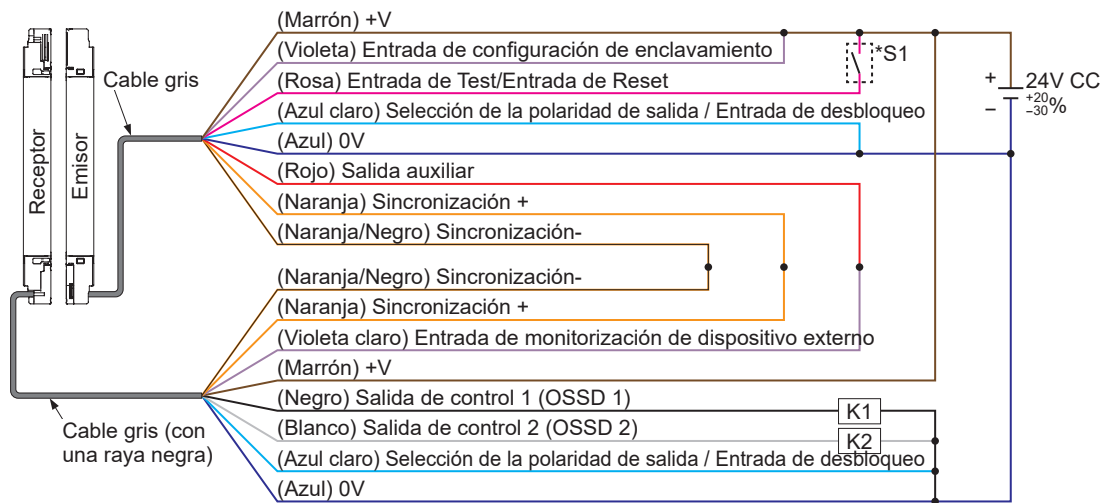 Receptor
Emisor
Cable gris
(Marrón) +V
(Violeta) Entrada de configuración de enclavamiento
*S1
(Rosa) Entrada de Test/Entrada de Reset
24V CC
+20
−30%
+
−
(Azul claro) Selección de la polaridad de salida / Entrada de desbloqueo
(Azul) 0V
(Rojo) Salida auxiliar
(Naranja) Sincronización +
(Naranja/Negro) Sincronización-
(Naranja/Negro) Sincronización-
(Naranja) Sincronización +
(Violeta claro) Entrada de monitorización de dispositivo externo
(Marrón) +V
(Negro) Salida de control 1 (OSSD 1)
K1
(Blanco) Salida de control 2 (OSSD 2)
K2
(Azul claro) Selección de la polaridad de salida / Entrada de desbloqueo
(Azul) 0V
Cable gris (con
una raya negra)